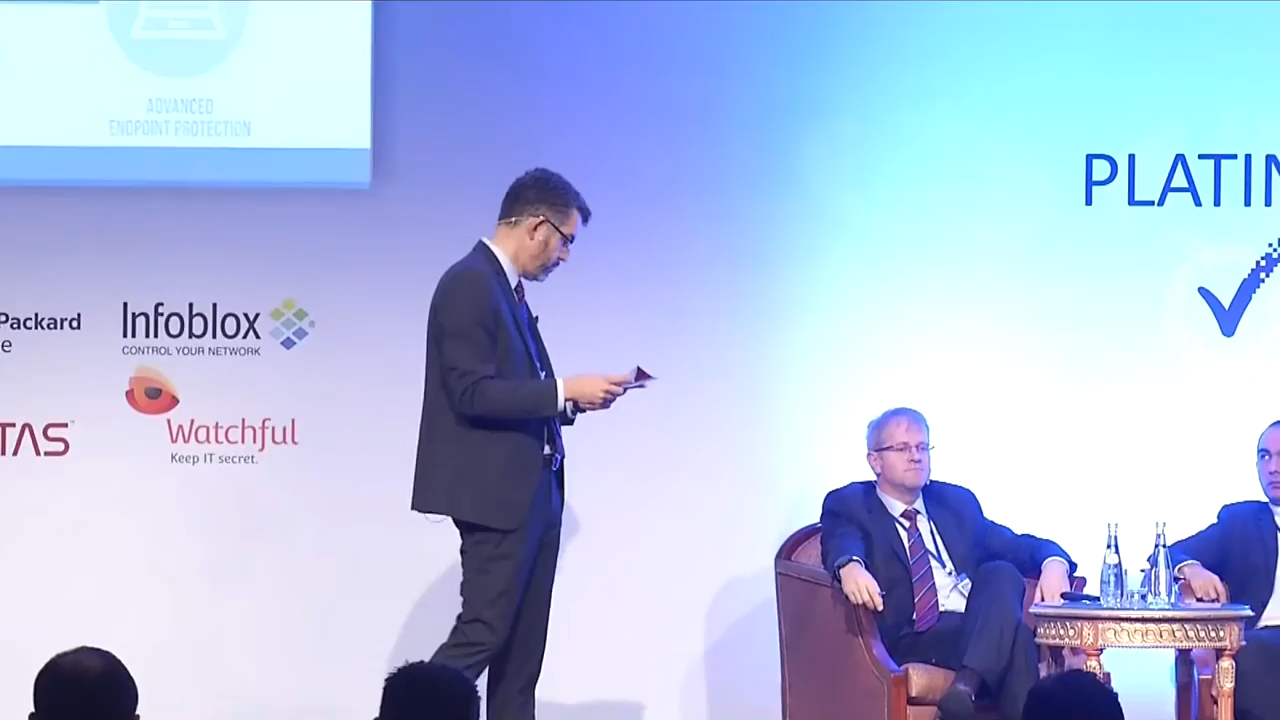 ADVANCED
ENDPOINT PROTECTION
PLATIN
Packard
e
Infoblox
CONTROL YOUR NETWORK
TAS
Watchful
Keep IT secret.